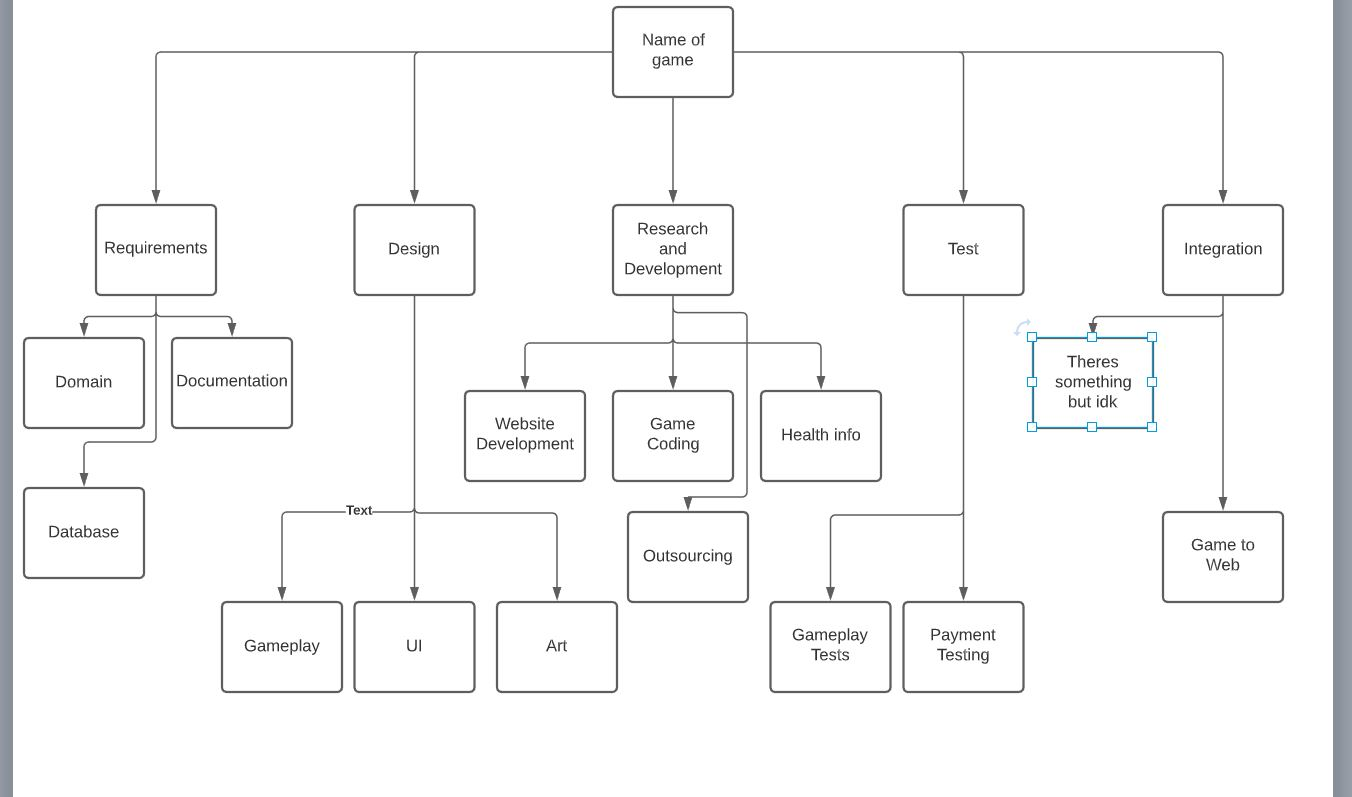 Name of
game
Requirements
Design
Research
and
Development
Test
Integration
Domain
Documentation
Theres
something
but idk
Website
Development
Game
Coding
Health info
Database
Text
Outsourcing
Game to
Web
Gameplay
UI
Art
Gameplay
Tests
Payment
Testing